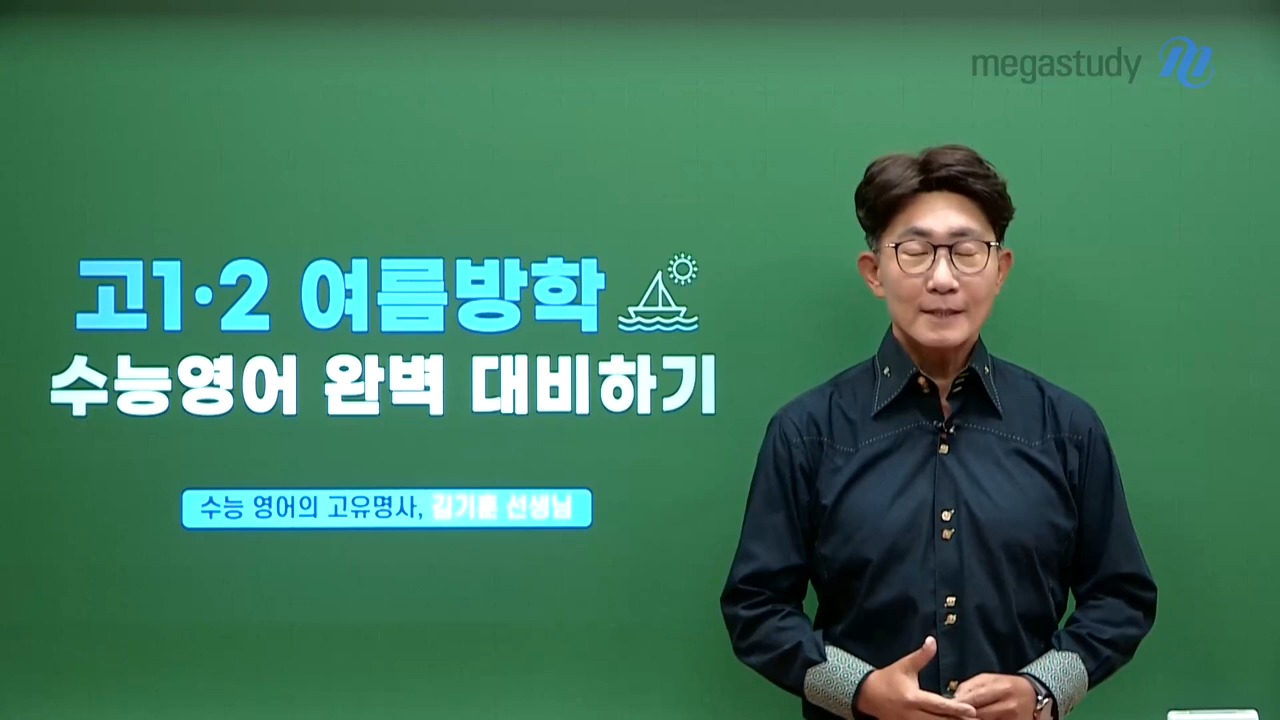 megastudy
고1·2 여름방학
수능영어 완벽 대비하기
수능 영어의 고유명사, 김기훈 선생님